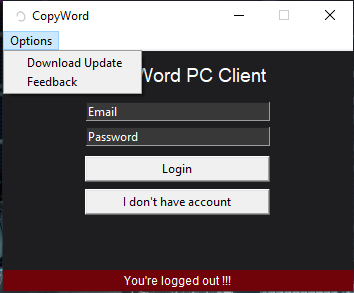 CopyWord
Options
Download Update
Feedback
Word PC Client
Email
Password
Login
I don't have account
You're logged out !!!